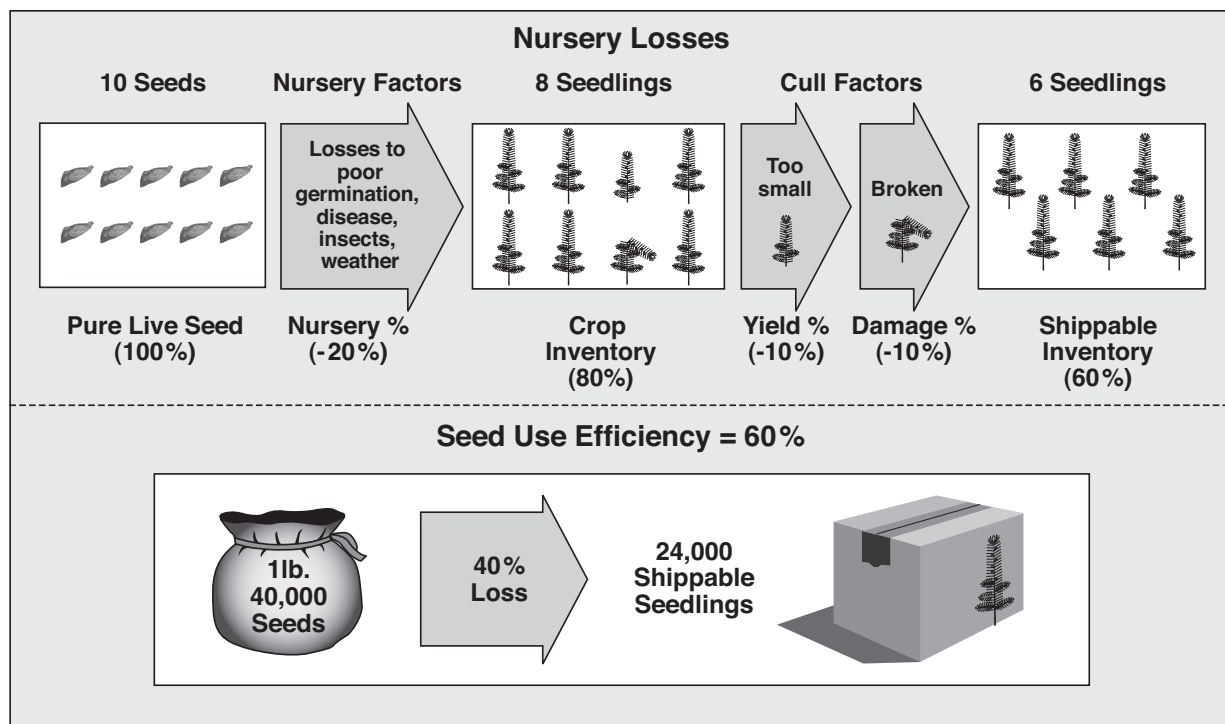 Nursery Losses
10 Seeds
Nursery Factors
8 Seedlings
Cull Factors
6 Seedlings
Losses to
poor
germination,
disease,
insects,
weather
Too
small
Broken
Pure Live Seed
(100%)
Nursery %
(-20%)
Crop
Inventory
(80%)
Yield %
(-10%)
Damage %
(-10%)
Shippable
Inventory
(60%)
Seed Use Efficiency = 60%
1lb.
40,000
Seeds
40%
Loss
24,000
Shippable
Seedlings